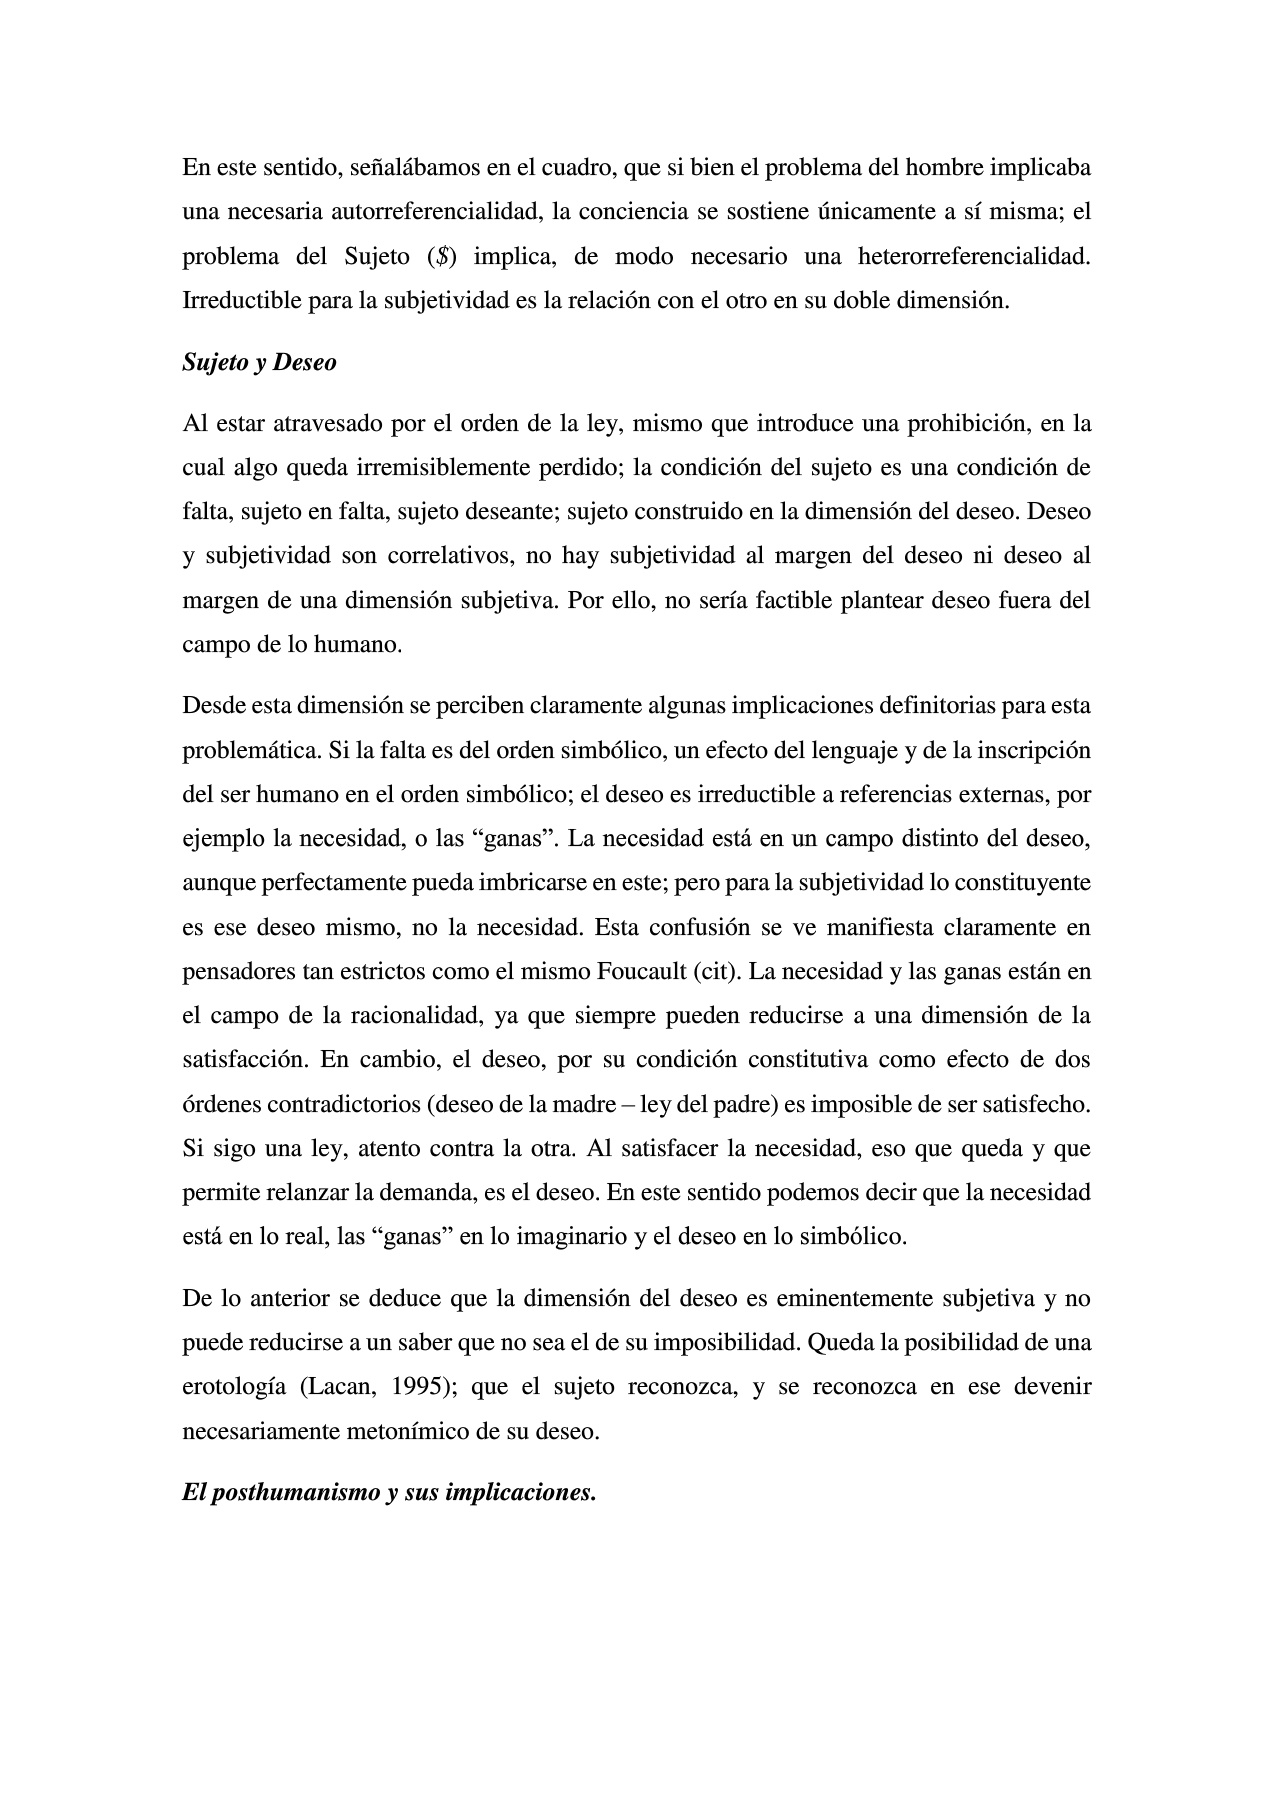 En este sentido, señalábamos en el cuadro, que si bien el problema del hombre implicaba
una necesaria autorreferencialidad, la conciencia se sostiene únicamente a sí misma; el
problema del Sujeto ($) implica, de modo necesario una heterorreferencialidad.
Irreductible para la subjetividad es la relación con el otro en su doble dimensión.
Sujeto y Deseo
Al estar atravesado por el orden de la ley, mismo que introduce una prohibición, en la
cual algo queda irremisiblemente perdido; la condición del sujeto es una condición de
falta, sujeto en falta, sujeto deseante; sujeto construido en la dimensión del deseo. Deseo
y subjetividad son correlativos, no hay subjetividad al margen del deseo ni deseo al
margen de una dimensión subjetiva. Por ello, no sería factible plantear deseo fuera del
campo de lo humano.
Desde esta dimensión se perciben claramente algunas implicaciones definitorias para esta
problemática. Si la falta es del orden simbólico, un efecto del lenguaje y de la inscripción
del ser humano en el orden simbólico; el deseo es irreductible a referencias externas, por
ejemplo la necesidad, o las “ganas”. La necesidad está en un campo distinto del deseo,
aunque perfectamente pueda imbricarse en este; pero para la subjetividad lo constituyente
es ese deseo mismo, no la necesidad. Esta confusión se ve manifiesta claramente en
pensadores tan estrictos como el mismo Foucault (cit). La necesidad y las ganas están en
el campo de la racionalidad, ya que siempre pueden reducirse a una dimensión de la
satisfacción. En cambio, el deseo, por su condición constitutiva como efecto de dos
órdenes contradictorios (deseo de la madre – ley del padre) es imposible de ser satisfecho.
Si sigo una ley, atento contra la otra. Al satisfacer la necesidad, eso que queda y que
permite relanzar la demanda, es el deseo. En este sentido podemos decir que la necesidad
está en lo real, las “ganas” en lo imaginario y el deseo en lo simbólico.
De lo anterior se deduce que la dimensión del deseo es eminentemente subjetiva y no
puede reducirse a un saber que no sea el de su imposibilidad. Queda la posibilidad de una
erotología (Lacan, 1995); que el sujeto reconozca, y se reconozca en ese devenir
necesariamente metonímico de su deseo.
El posthumanismo y sus implicaciones.